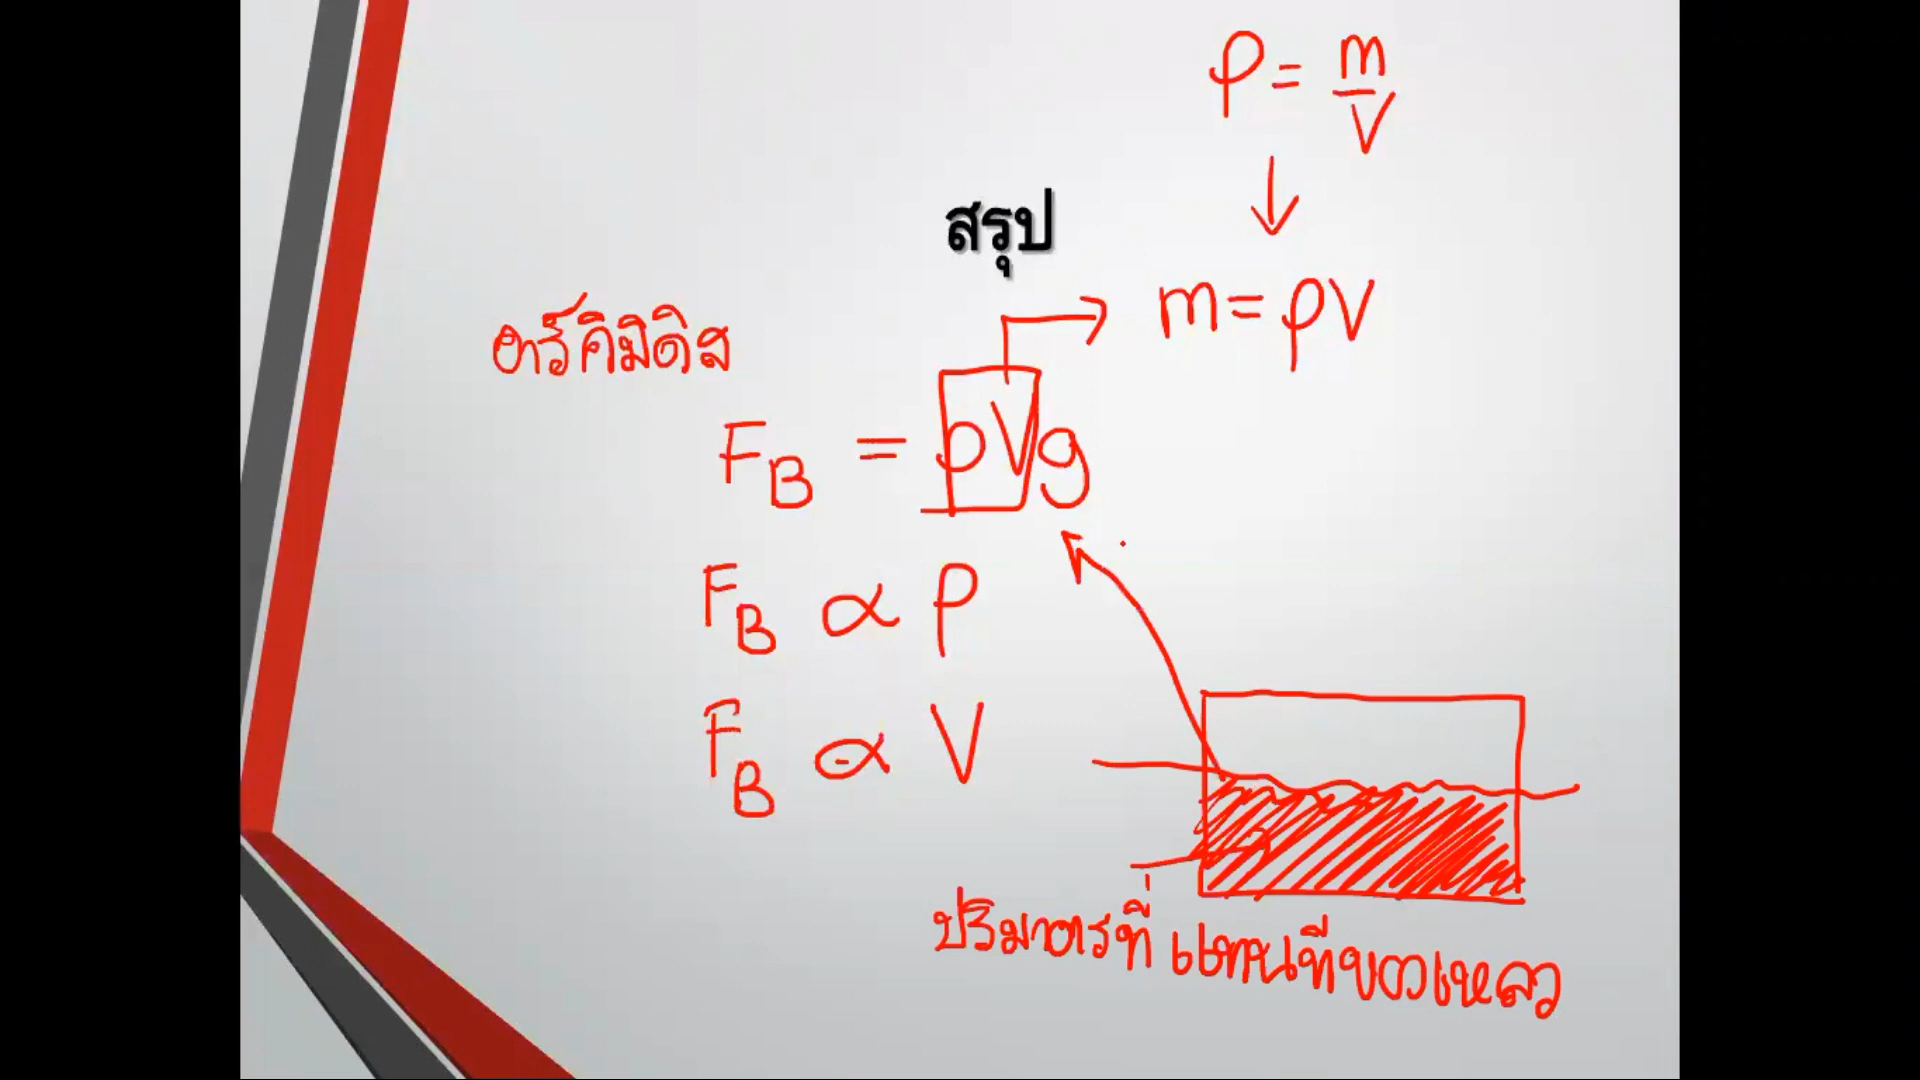 ρ = m/V
สรุป
m = ρV
อาร์คิมิดิส
F_B = ρVg
F_B ∝ ρ
F_B ∝ V
ปริมาตรที่ แทนที่ของเหลว